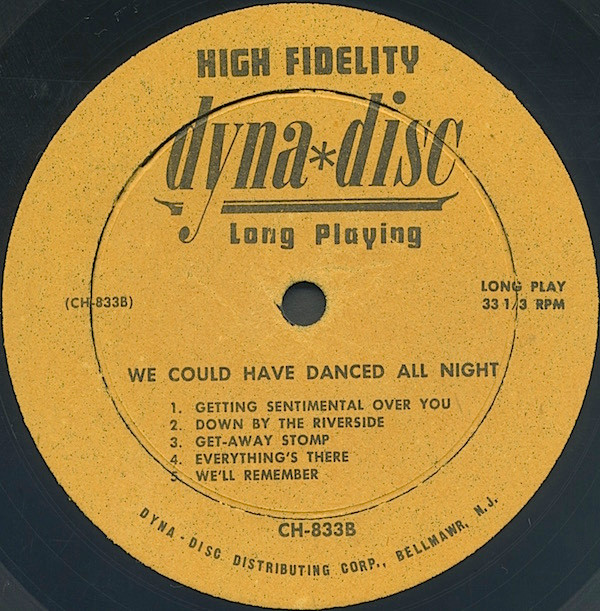 HIGH FIDELITY
dyna*disc
Long Playing
(CH-833B)
LONG PLAY
33 1/3 RPM
WE COULD HAVE DANCED ALL NIGHT
1. GETTING SENTIMENTAL OVER YOU
2. DOWN BY THE RIVERSIDE
3. GET-AWAY STOMP
4. EVERYTHING'S THERE
5. WE'LL REMEMBER
CH-833B
DYNA-DISC DISTRIBUTING CORP., BELLMAWR, N.J.